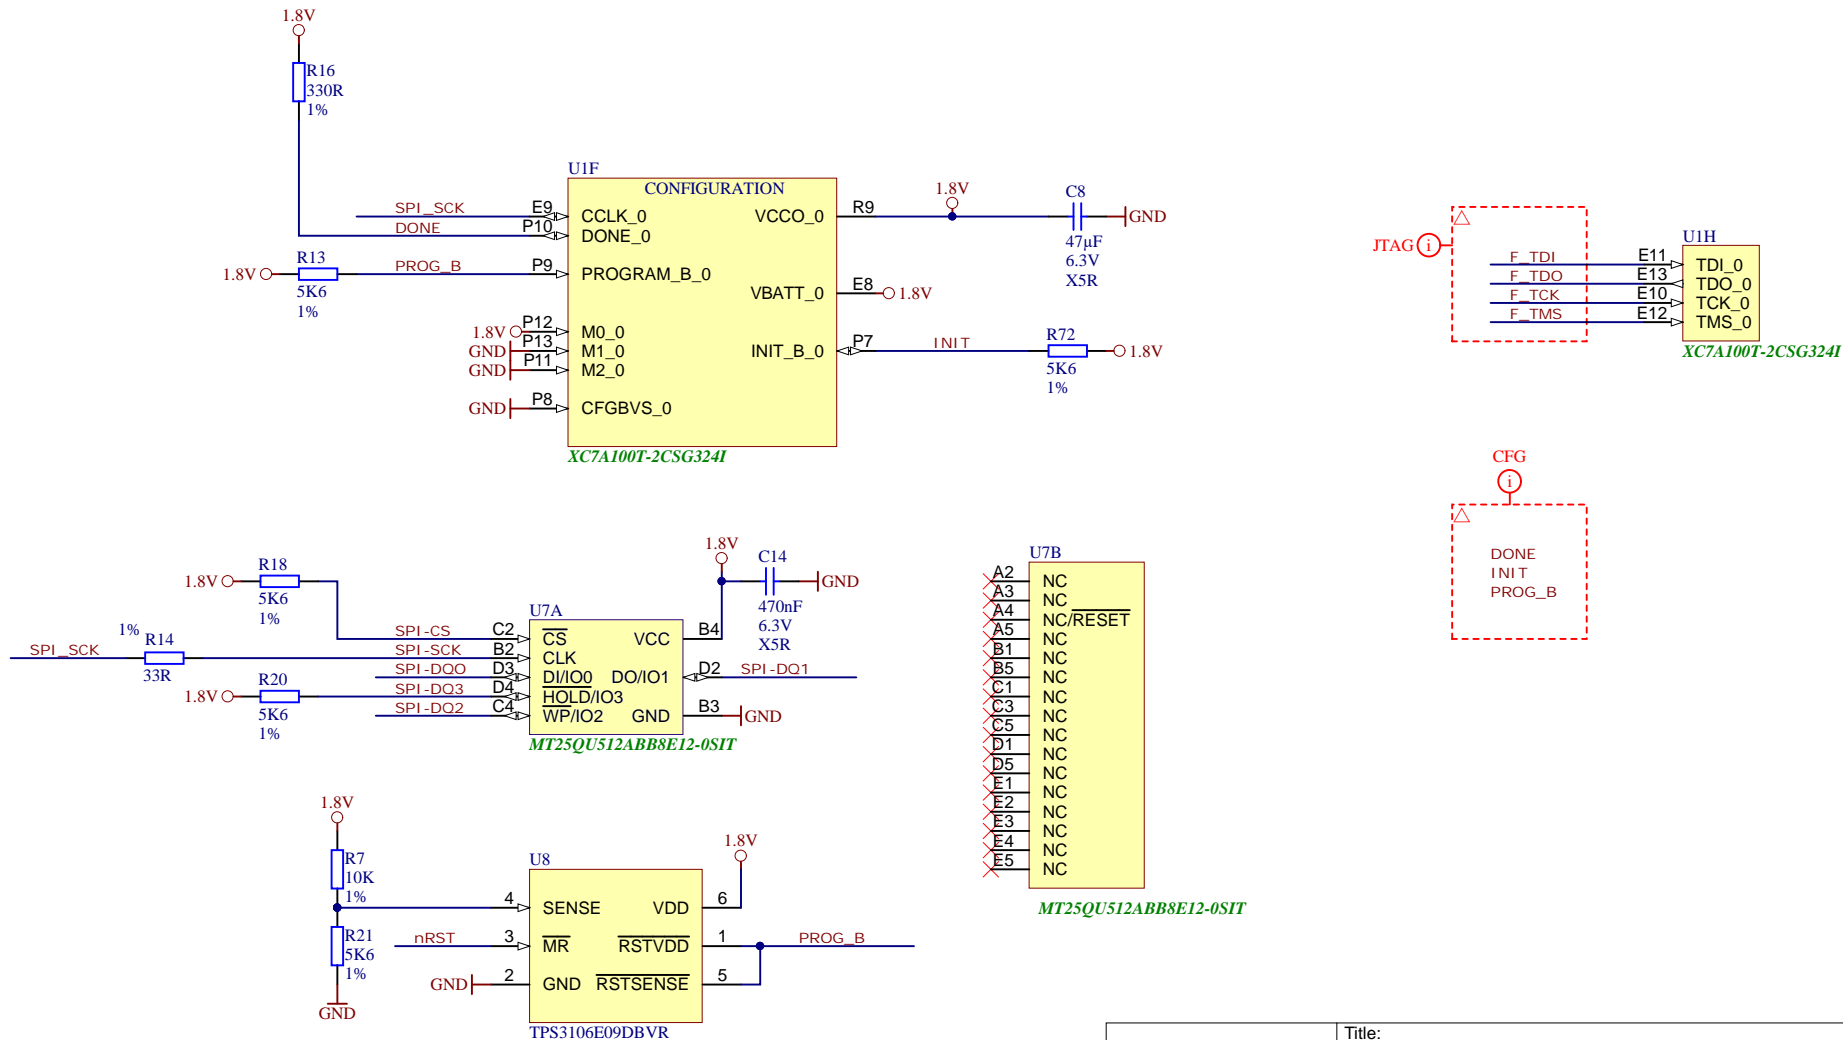 1.8V
R16
330R
1%
U1F
CONFIGURATION
SPI_SCK
E9
CCLK_0
DONE
P10
DONE_0
1.8V
R13
5K6
1%
PROG_B
P9
PROGRAM_B_0
1.8V
P12
M0_0
GND
P13
M1_0
GND
P11
M2_0
GND
P8
CFGBVS_0
VCCO_0
R9
1.8V
C8
47µF
6.3V
X5R
GND
VBATT_0
E8
1.8V
INIT_B_0
P7
INIT
R72
5K6
1%
1.8V
XC7A100T-2CSG324I
JTAG
i
U1H
F_TDI
E11
TDI_0
F_TDO
E13
TDO_0
F_TCK
E10
TCK_0
F_TMS
E12
TMS_0
XC7A100T-2CSG324I
CFG
i
DONE
INIT
PROG_B
1.8V
R18
5K6
1%
SPI_SCK
1%
R14
33R
1.8V
R20
5K6
1%
U7A
SPI-CS
C2
CS
SPI-SCK
B2
CLK
SPI-DQ0
D3
DI/IO0
SPI-DQ3
D4
HOLD/IO3
SPI-DQ2
C4
WP/IO2
VCC
B4
1.8V
C14
470nF
6.3V
X5R
GND
DO/IO1
D2
SPI-DQ1
GND
B3
GND
MT25QU512ABB8E12-0SIT
U7B
A2
NC
A3
NC
A4
NC/RESET
A5
NC
B1
NC
B5
NC
C1
NC
C3
NC
C5
NC
D1
NC
D5
NC
E1
NC
E2
NC
E3
NC
E4
NC
E5
NC
MT25QU512ABB8E12-0SIT
1.8V
R7
10K
1%
R21
5K6
1%
GND
U8
4
SENSE
nRST
3
MR
GND
2
GND
VDD
6
1.8V
RSTVDD
1
PROG_B
RSTSENSE
5
TPS3106E09DBVR
Title: